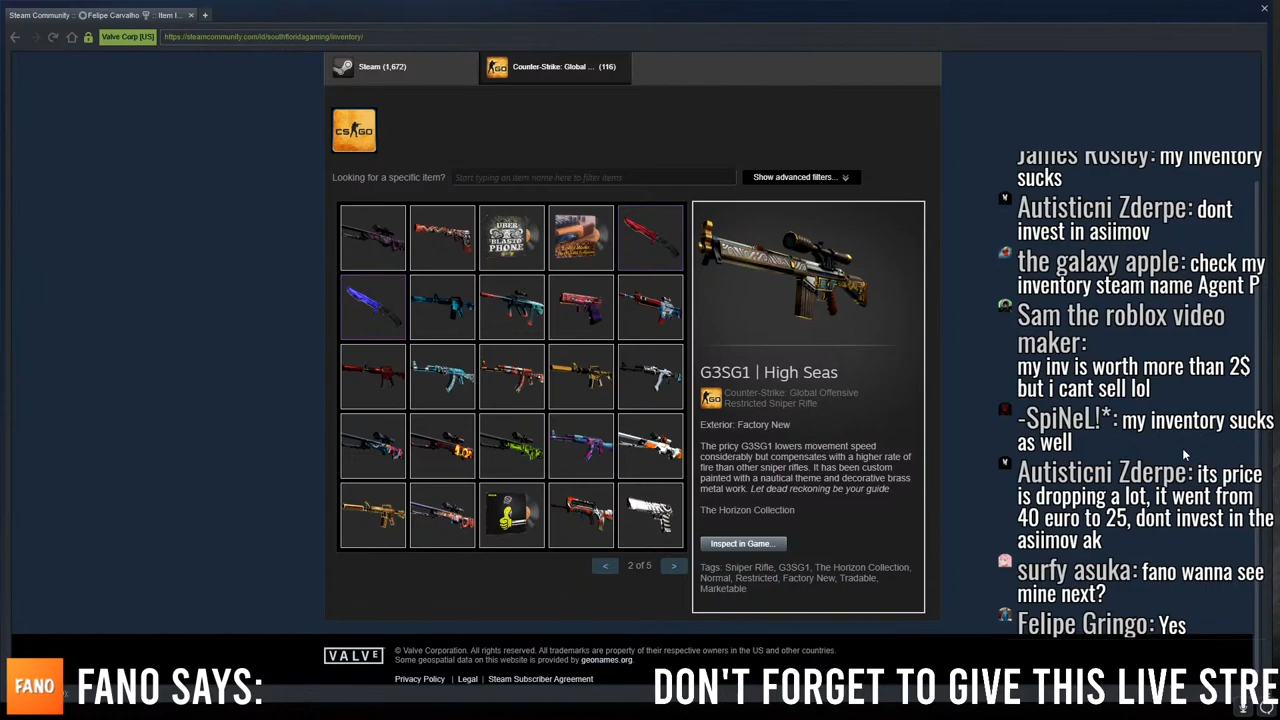 Steam Community :: Felipe Carvalho :: Item I...
Valve Corp [US]
https://steamcommunity.com/id/southfloridagaming/inventory/
Steam (1,672)
Counter-Strike: Global ... (116)
CS GO
Looking for a specific item?
Start typing an item name here to filter items
Show advanced filters...
UBER
BLASTO
PHONE
< 2 of 5 >
G3SG1 | High Seas
Counter-Strike: Global Offensive
Restricted Sniper Rifle
Exterior: Factory New
The pricy G3SG1 lowers movement speed
considerably but compensates with a higher rate of
fire than other sniper rifles. It has been custom
painted with a nautical theme and decorative brass
metal work. Let dead reckoning be your guide
The Horizon Collection
Inspect in Game...
Tags: Sniper Rifle, G3SG1, The Horizon Collection,
Normal, Restricted, Factory New, Tradable,
Marketable
James Rosley: my inventory
sucks
Autisticni Zderpe: dont
invest in asiimov
the galaxy apple: check my
inventory steam name Agent P
Sam the roblox video
maker:
my inv is worth more than 2$
but i cant sell lol
-SpiNeL!*: my inventory sucks
as well
Autisticni Zderpe: its price
is dropping a lot, it went from
40 euro to 25, dont invest in the
asiimov ak
surfy asuka: fano wanna see
mine next?
Felipe Gringo: Yes
VALVE
© Valve Corporation. All rights reserved. All trademarks are property of their respective owners in the US and other countries.
Some geospatial data on this website is provided by geonames.org.
Privacy Policy | Legal | Steam Subscriber Agreement
FANO
FANO SAYS:
DON'T FORGET TO GIVE THIS LIVE STRE